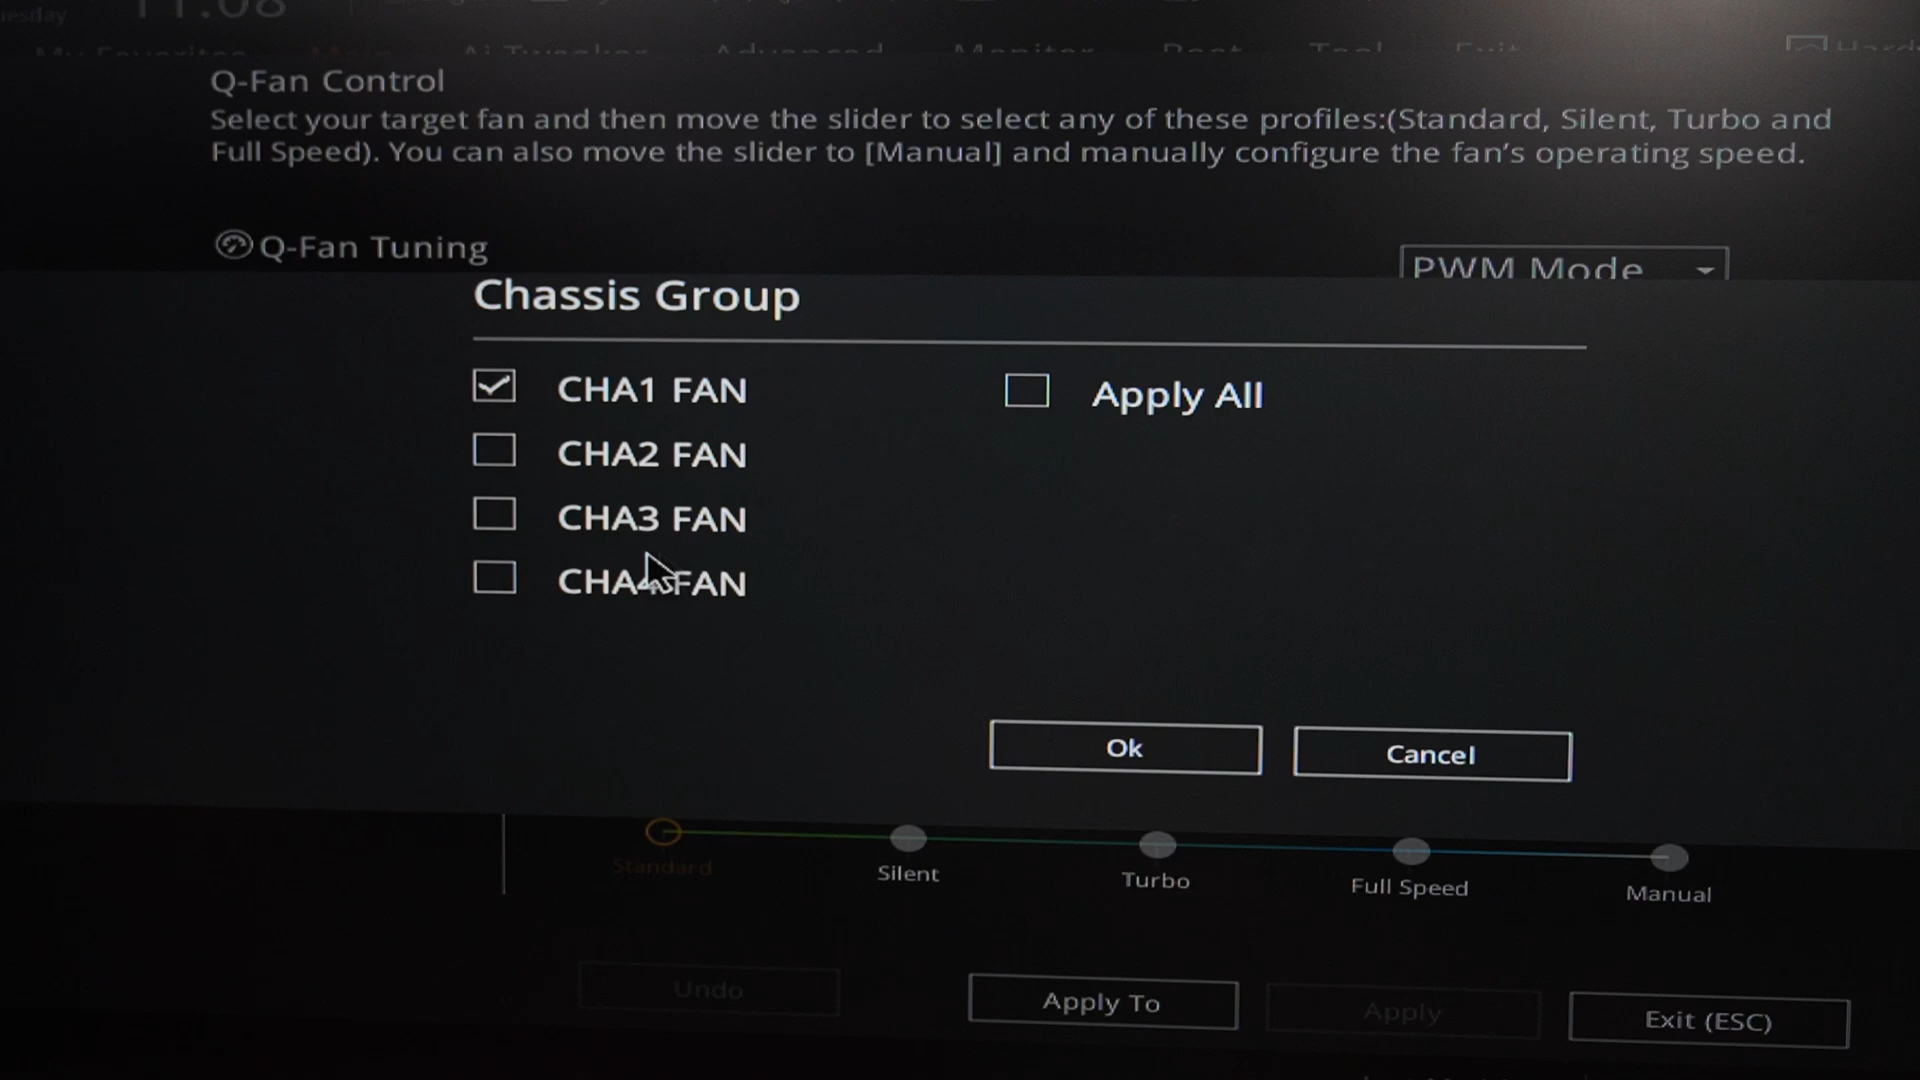 11:08
Q-Fan Control
Select your target fan and then move the slider to select any of these profiles:(Standard, Silent, Turbo and
Full Speed). You can also move the slider to [Manual] and manually configure the fan's operating speed.
Q-Fan Tuning
PWM Mode
Chassis Group
CHA1 FAN
Apply All
CHA2 FAN
CHA3 FAN
CHA4 FAN
Ok
Cancel
Standard
Silent
Turbo
Full Speed
Manual
Undo
Apply To
Apply
Exit (ESC)